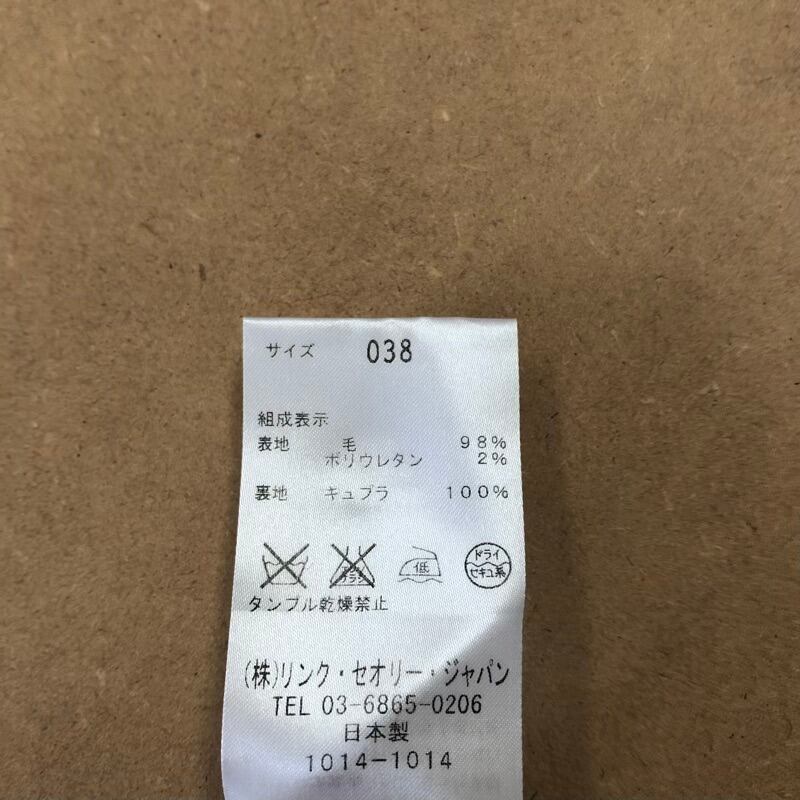 サイズ 038
組成表示
表地 毛 98%
ポリウレタン 2%
裏地 キュプラ 100%
低
ドライ
セキユ系
タンブル乾燥禁止
(株)リンク・セオリー・ジャパン
TEL 03-6865-0206
日本製
1014-1014